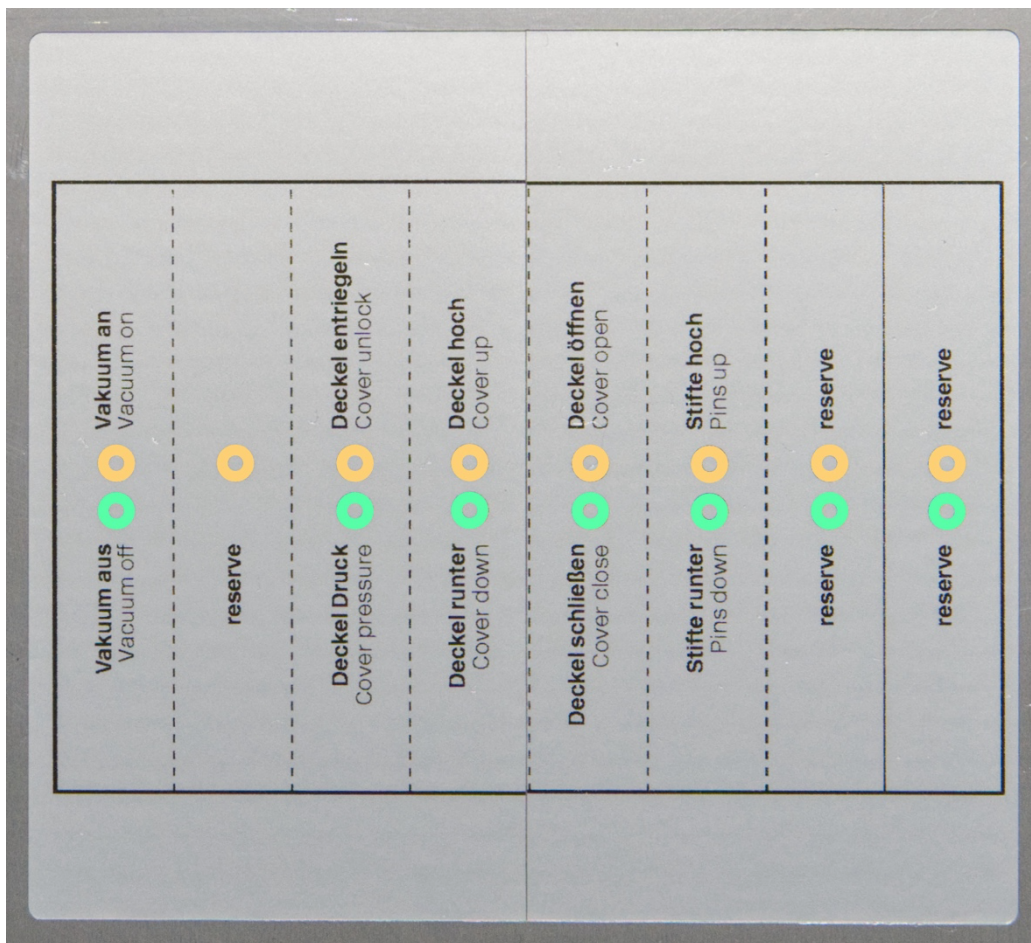 Vakuum aus
Vacuum off
Vakuum an
Vacuum on
reserve
Deckel Druck
Cover pressure
Deckel entriegeln
Cover unlock
Deckel runter
Cover down
Deckel hoch
Cover up
Deckel schließen
Cover close
Deckel öffnen
Cover open
Stifte runter
Pins down
Stifte hoch
Pins up
reserve
reserve
reserve
reserve